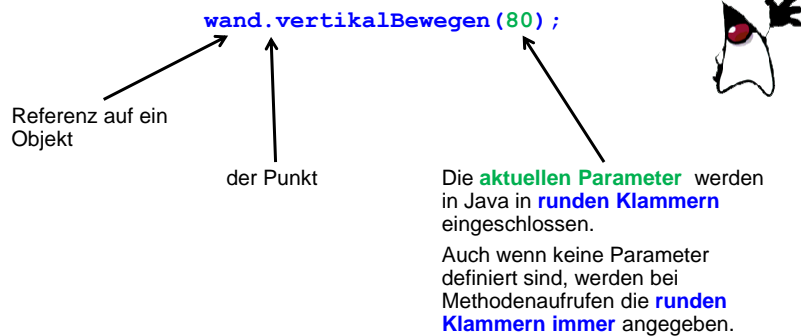 wand.vertikalBewegen(80);
Referenz auf ein
Objekt
der Punkt
Die aktuellen Parameter werden
in Java in runden Klammern
eingeschlossen.
Auch wenn keine Parameter
definiert sind, werden bei
Methodenaufrufen die runden
Klammern immer angegeben.